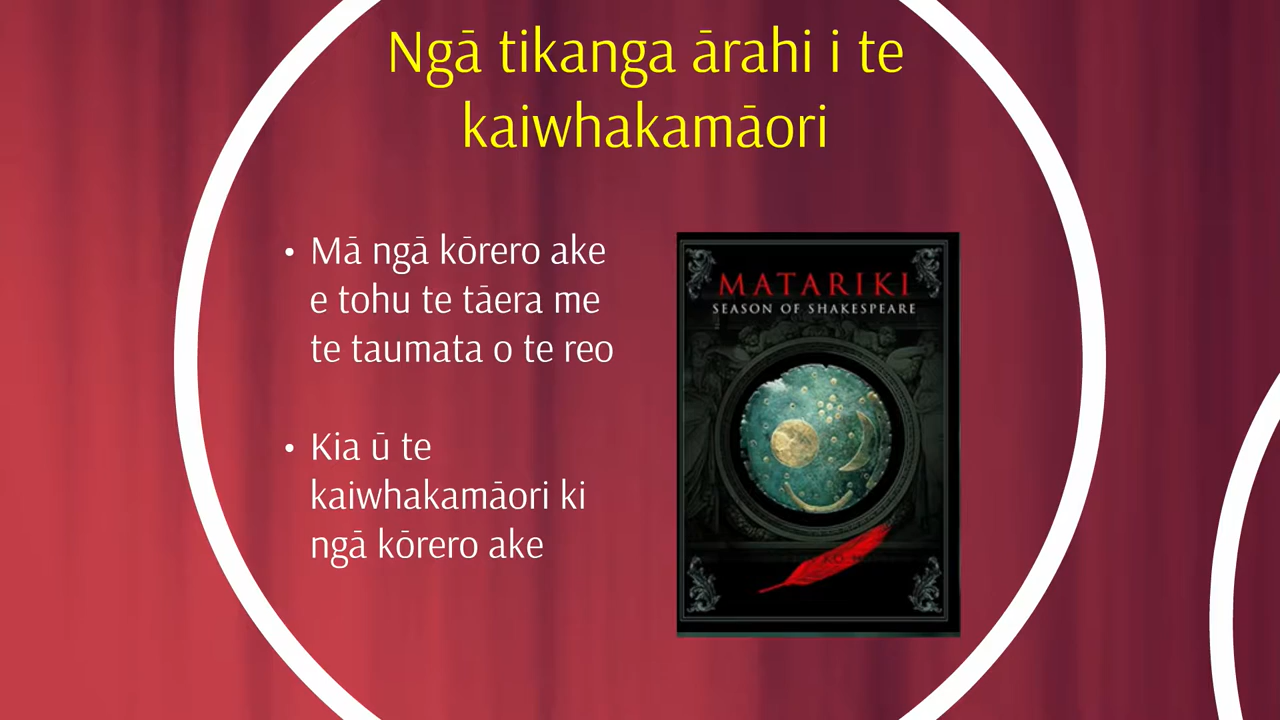 Ngā tikanga ārahi i te
kaiwhakamāori
• Mā ngā kōrero ake
e tohu te tāera me
te taumata o te reo
• Kia ū te
kaiwhakamāori ki
ngā kōrero ake
MATARIKI
SEASON OF SHAKESPEARE